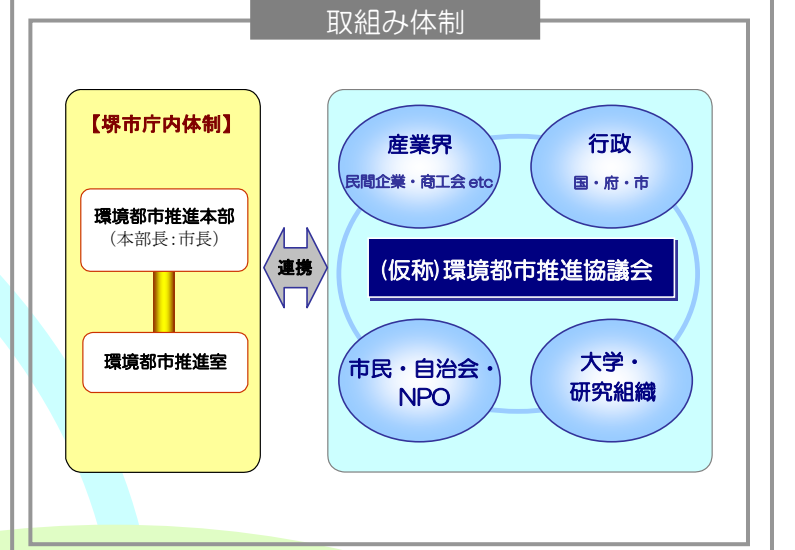 取組み体制
【堺市庁内体制】
環境都市推進本部
（本部長：市長）
環境都市推進室
連携
産業界
民間企業・商工会 etc
行政
国・府・市
(仮称)環境都市推進協議会
市民・自治会・
NPO
大学・
研究組織